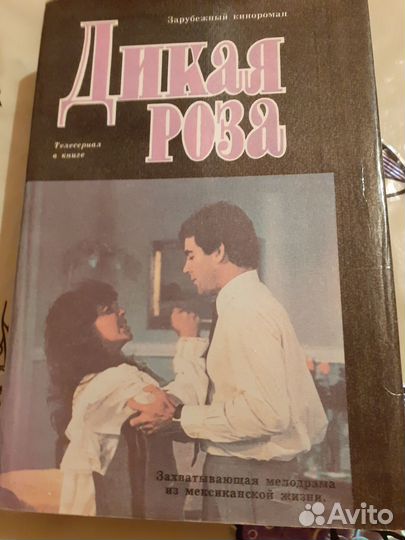 Зарубежный кинороман
Дикая
роза
Телесериал
в книге
Захватывающая мелодрама
из мексиканской жизни.
Avito